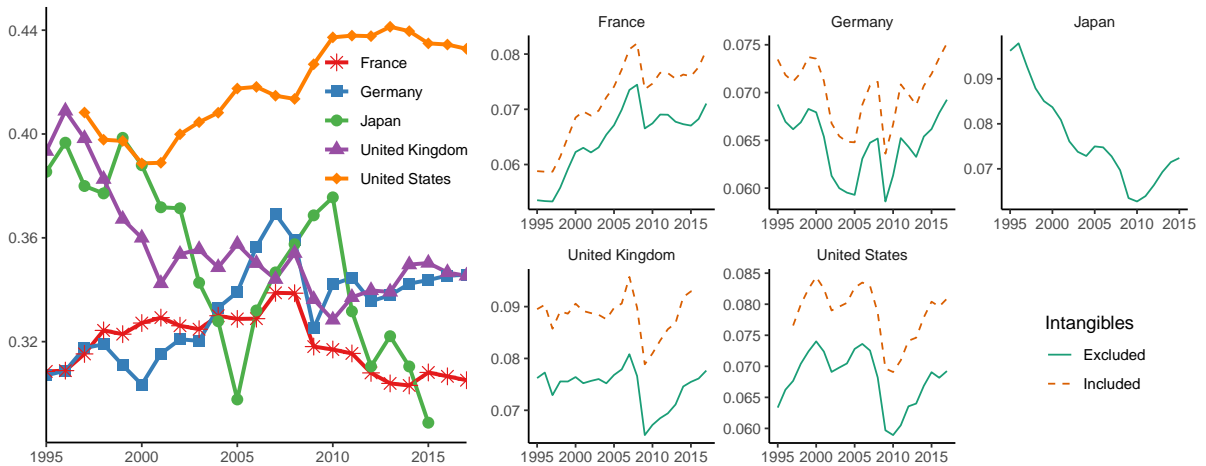 0.44
0.40
0.36
0.32
1995
2000
2005
2010
2015
France
Germany
Japan
United Kingdom
United States
France
0.08
0.07
0.06
1995 2000 2005 2010 2015
Germany
0.075
0.070
0.065
0.060
1995 2000 2005 2010 2015
Japan
0.09
0.08
0.07
1995 2000 2005 2010 2015
United Kingdom
0.09
0.08
0.07
1995 2000 2005 2010 2015
United States
0.085
0.080
0.075
0.070
0.065
0.060
1995 2000 2005 2010 2015
Intangibles
Excluded
Included